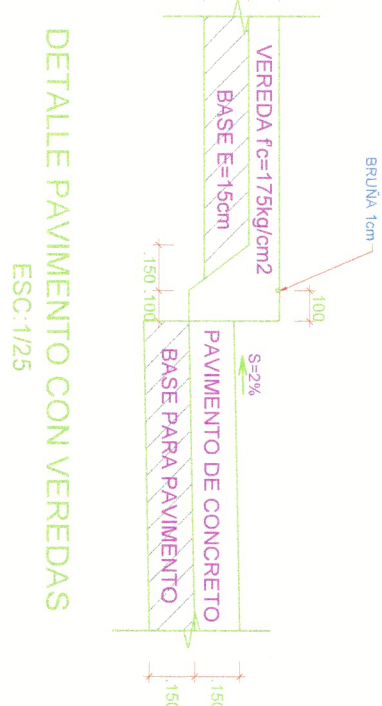 BRUÑA 1cm
VEREDA f'c=175kg/cm2
BASE E=15cm
.100
.150 .100
S=2%
PAVIMENTO DE CONCRETO
BASE PARA PAVIMENTO
.150
.150
DETALLE PAVIMENTO CON VEREDAS
ESC:1/25